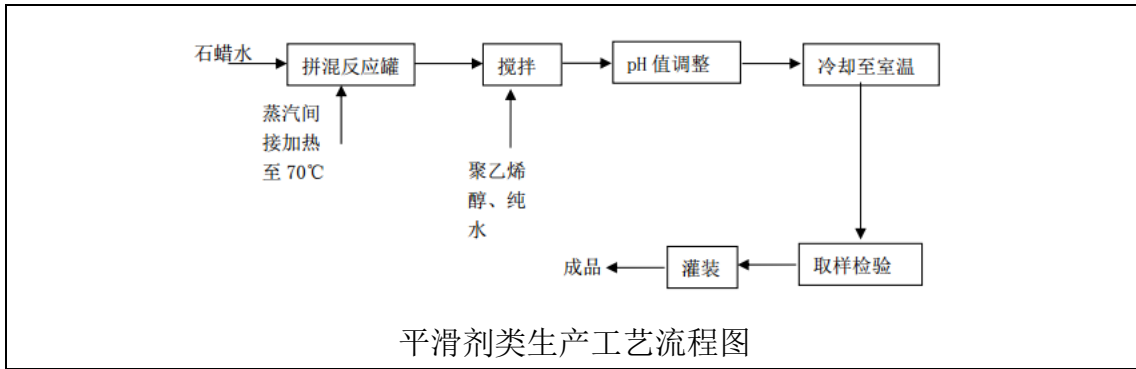 石蜡水
拼混反应罐
搅拌
pH 值调整
冷却至室温
蒸汽间
接加热
至 70℃
聚乙烯
醇、纯
水
成品
灌装
取样检验
平滑剂类生产工艺流程图